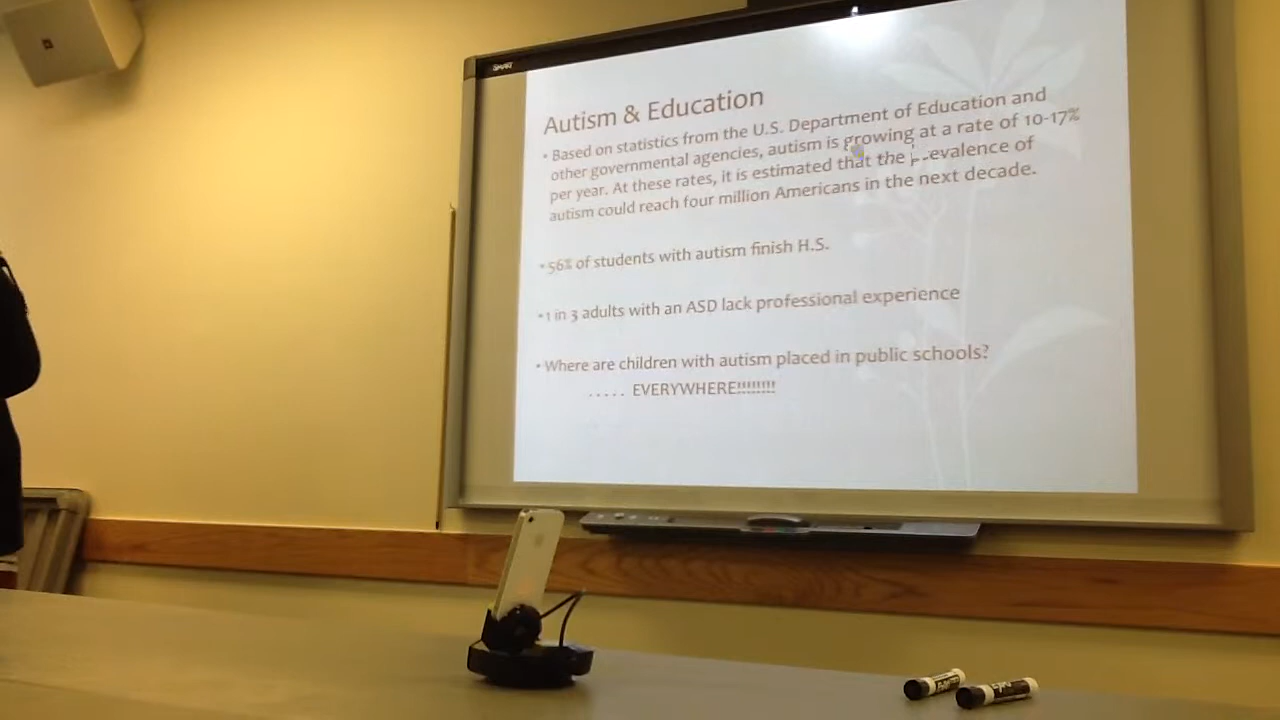 SMART
Autism & Education
• Based on statistics from the U.S. Department of Education and
other governmental agencies, autism is growing at a rate of 10-17%
per year. At these rates, it is estimated that the prevalence of
autism could reach four million Americans in the next decade.
• 56% of students with autism finish H.S.
• 1 in 3 adults with an ASD lack professional experience
• Where are children with autism placed in public schools?
..... EVERYWHERE!!!!!!!!